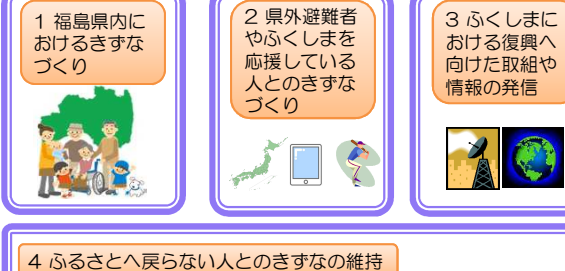 1 福島県内に
おけるきずな
づくり
2 県外避難者
やふくしまを
応援している
人とのきずな
づくり
3 ふくしまに
おける復興へ
向けた取組や
情報の発信
4 ふるさとへ戻らない人とのきずなの維持